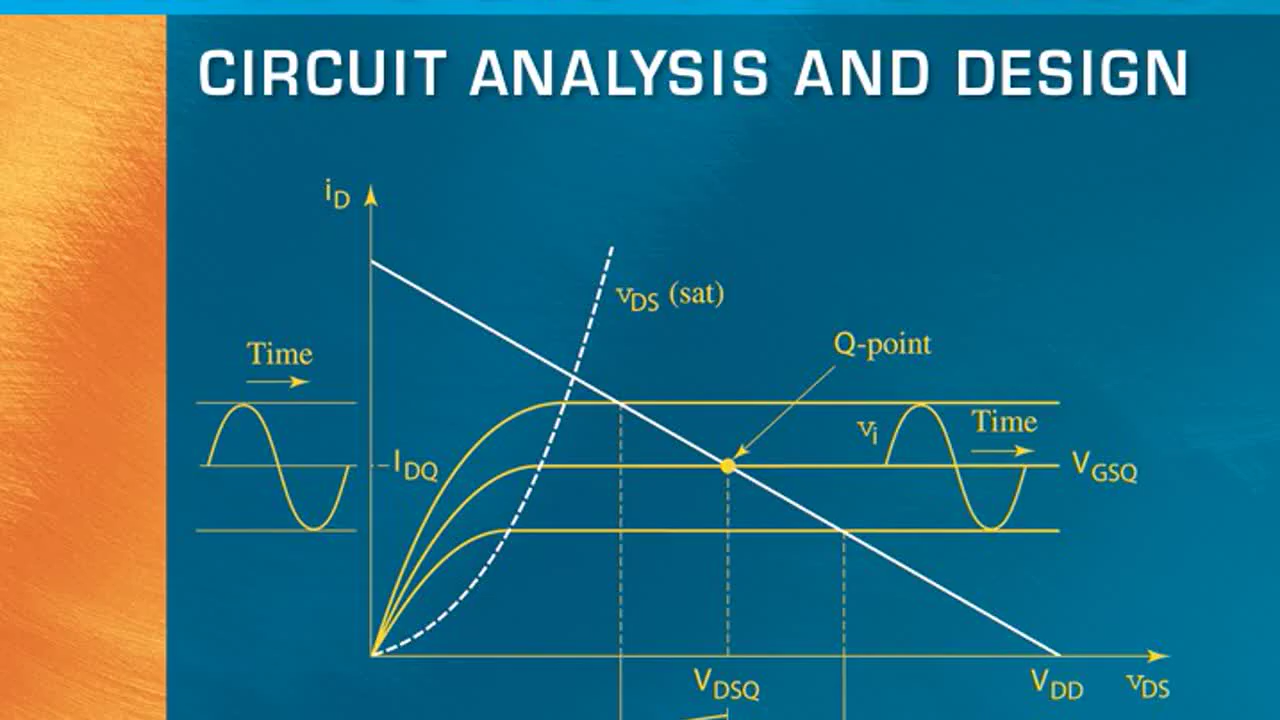 CIRCUIT ANALYSIS AND DESIGN
iD
vDS (sat)
Q-point
Time
vi
Time
IDQ
VGSQ
VDSQ
VDD
vDS